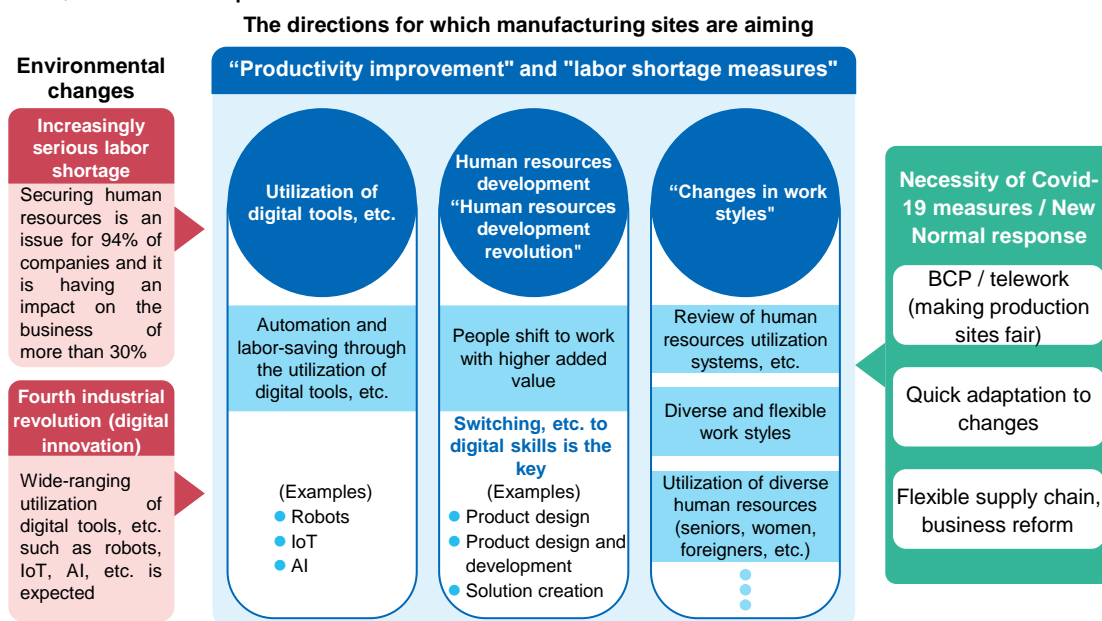 The directions for which manufacturing sites are aiming
Environmental
changes
Increasingly
serious labor
shortage
Securing human
resources is an
issue for 94% of
companies and it
is having an
impact on the
business of
more than 30%
Fourth industrial
revolution (digital
innovation)
Wide-ranging
utilization of
digital tools, etc.
such as robots,
IoT, AI, etc. is
expected
“Productivity improvement" and "labor shortage measures"
Utilization of
digital tools, etc.
Automation and
labor-saving through
the utilization of
digital tools, etc.
(Examples)
● Robots
● IoT
● AI
Human resources
development
“Human resources
development
revolution"
People shift to work
with higher added
value
Switching, etc. to
digital skills is the
key
(Examples)
● Product design
● Product design and
development
● Solution creation
“Changes in work
styles"
Review of human
resources utilization
systems, etc.
Diverse and flexible
work styles
Utilization of diverse
human resources
(seniors, women,
foreigners, etc.)
Necessity of Covid-
19 measures / New
Normal response
BCP / telework
(making production
sites fair)
Quick adaptation to
changes
Flexible supply chain,
business reform